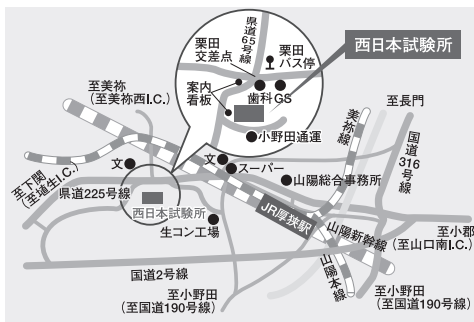 県道65号線
栗田
交差点
栗田
バス停
西日本試験所
案内
看板
歯科 GS
小野田通運
至美祢
(至美祢西I.C.)
至長門
美祢線
国道316号線
文
文
スーパー
至下関
(至埴生I.C.)
県道225号線
山陽総合事務所
西日本試験所
JR厚狭駅
生コン工場
山陽新幹線
至小郡
(至山口南I.C.)
国道2号線
山陽本線
至小野田
(至国道190号線)
至小野田
(至国道190号線)